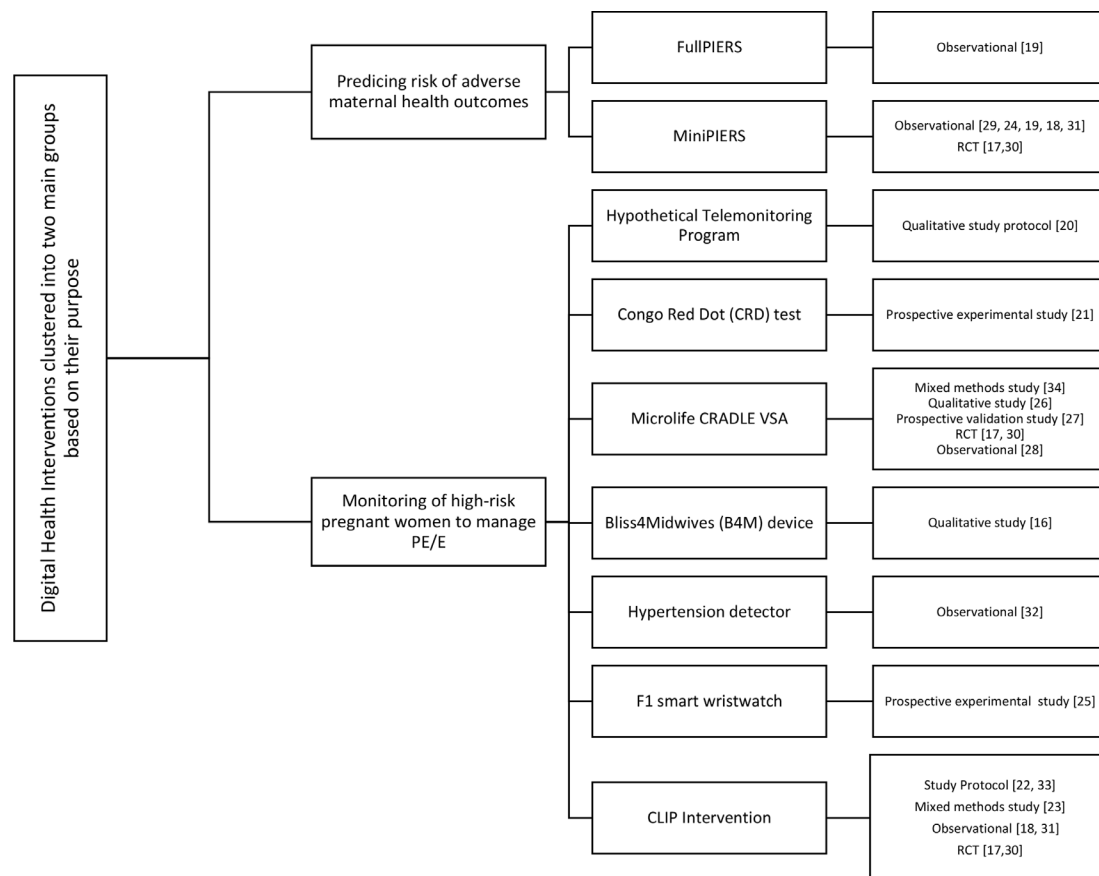 Digital Health Interventions clustered into two main groups
based on their purpose
Predicing risk of adverse
maternal health outcomes
FullPIERS
Observational [19]
MiniPIERS
Observational [29, 24, 19, 18, 31]
RCT [17,30]
Monitoring of high-risk
pregnant women to manage
PE/E
Hypothetical Telemonitoring
Program
Qualitative study protocol [20]
Congo Red Dot (CRD) test
Prospective experimental study [21]
Microlife CRADLE VSA
Mixed methods study [34]
Qualitative study [26]
Prospective validation study [27]
RCT [17, 30]
Observational [28]
Bliss4Midwives (B4M) device
Qualitative study [16]
Hypertension detector
Observational [32]
F1 smart wristwatch
Prospective experimental  study [25]
CLIP Intervention
Study Protocol [22, 33]
Mixed methods study [23]
Observational [18, 31]
RCT [17,30]